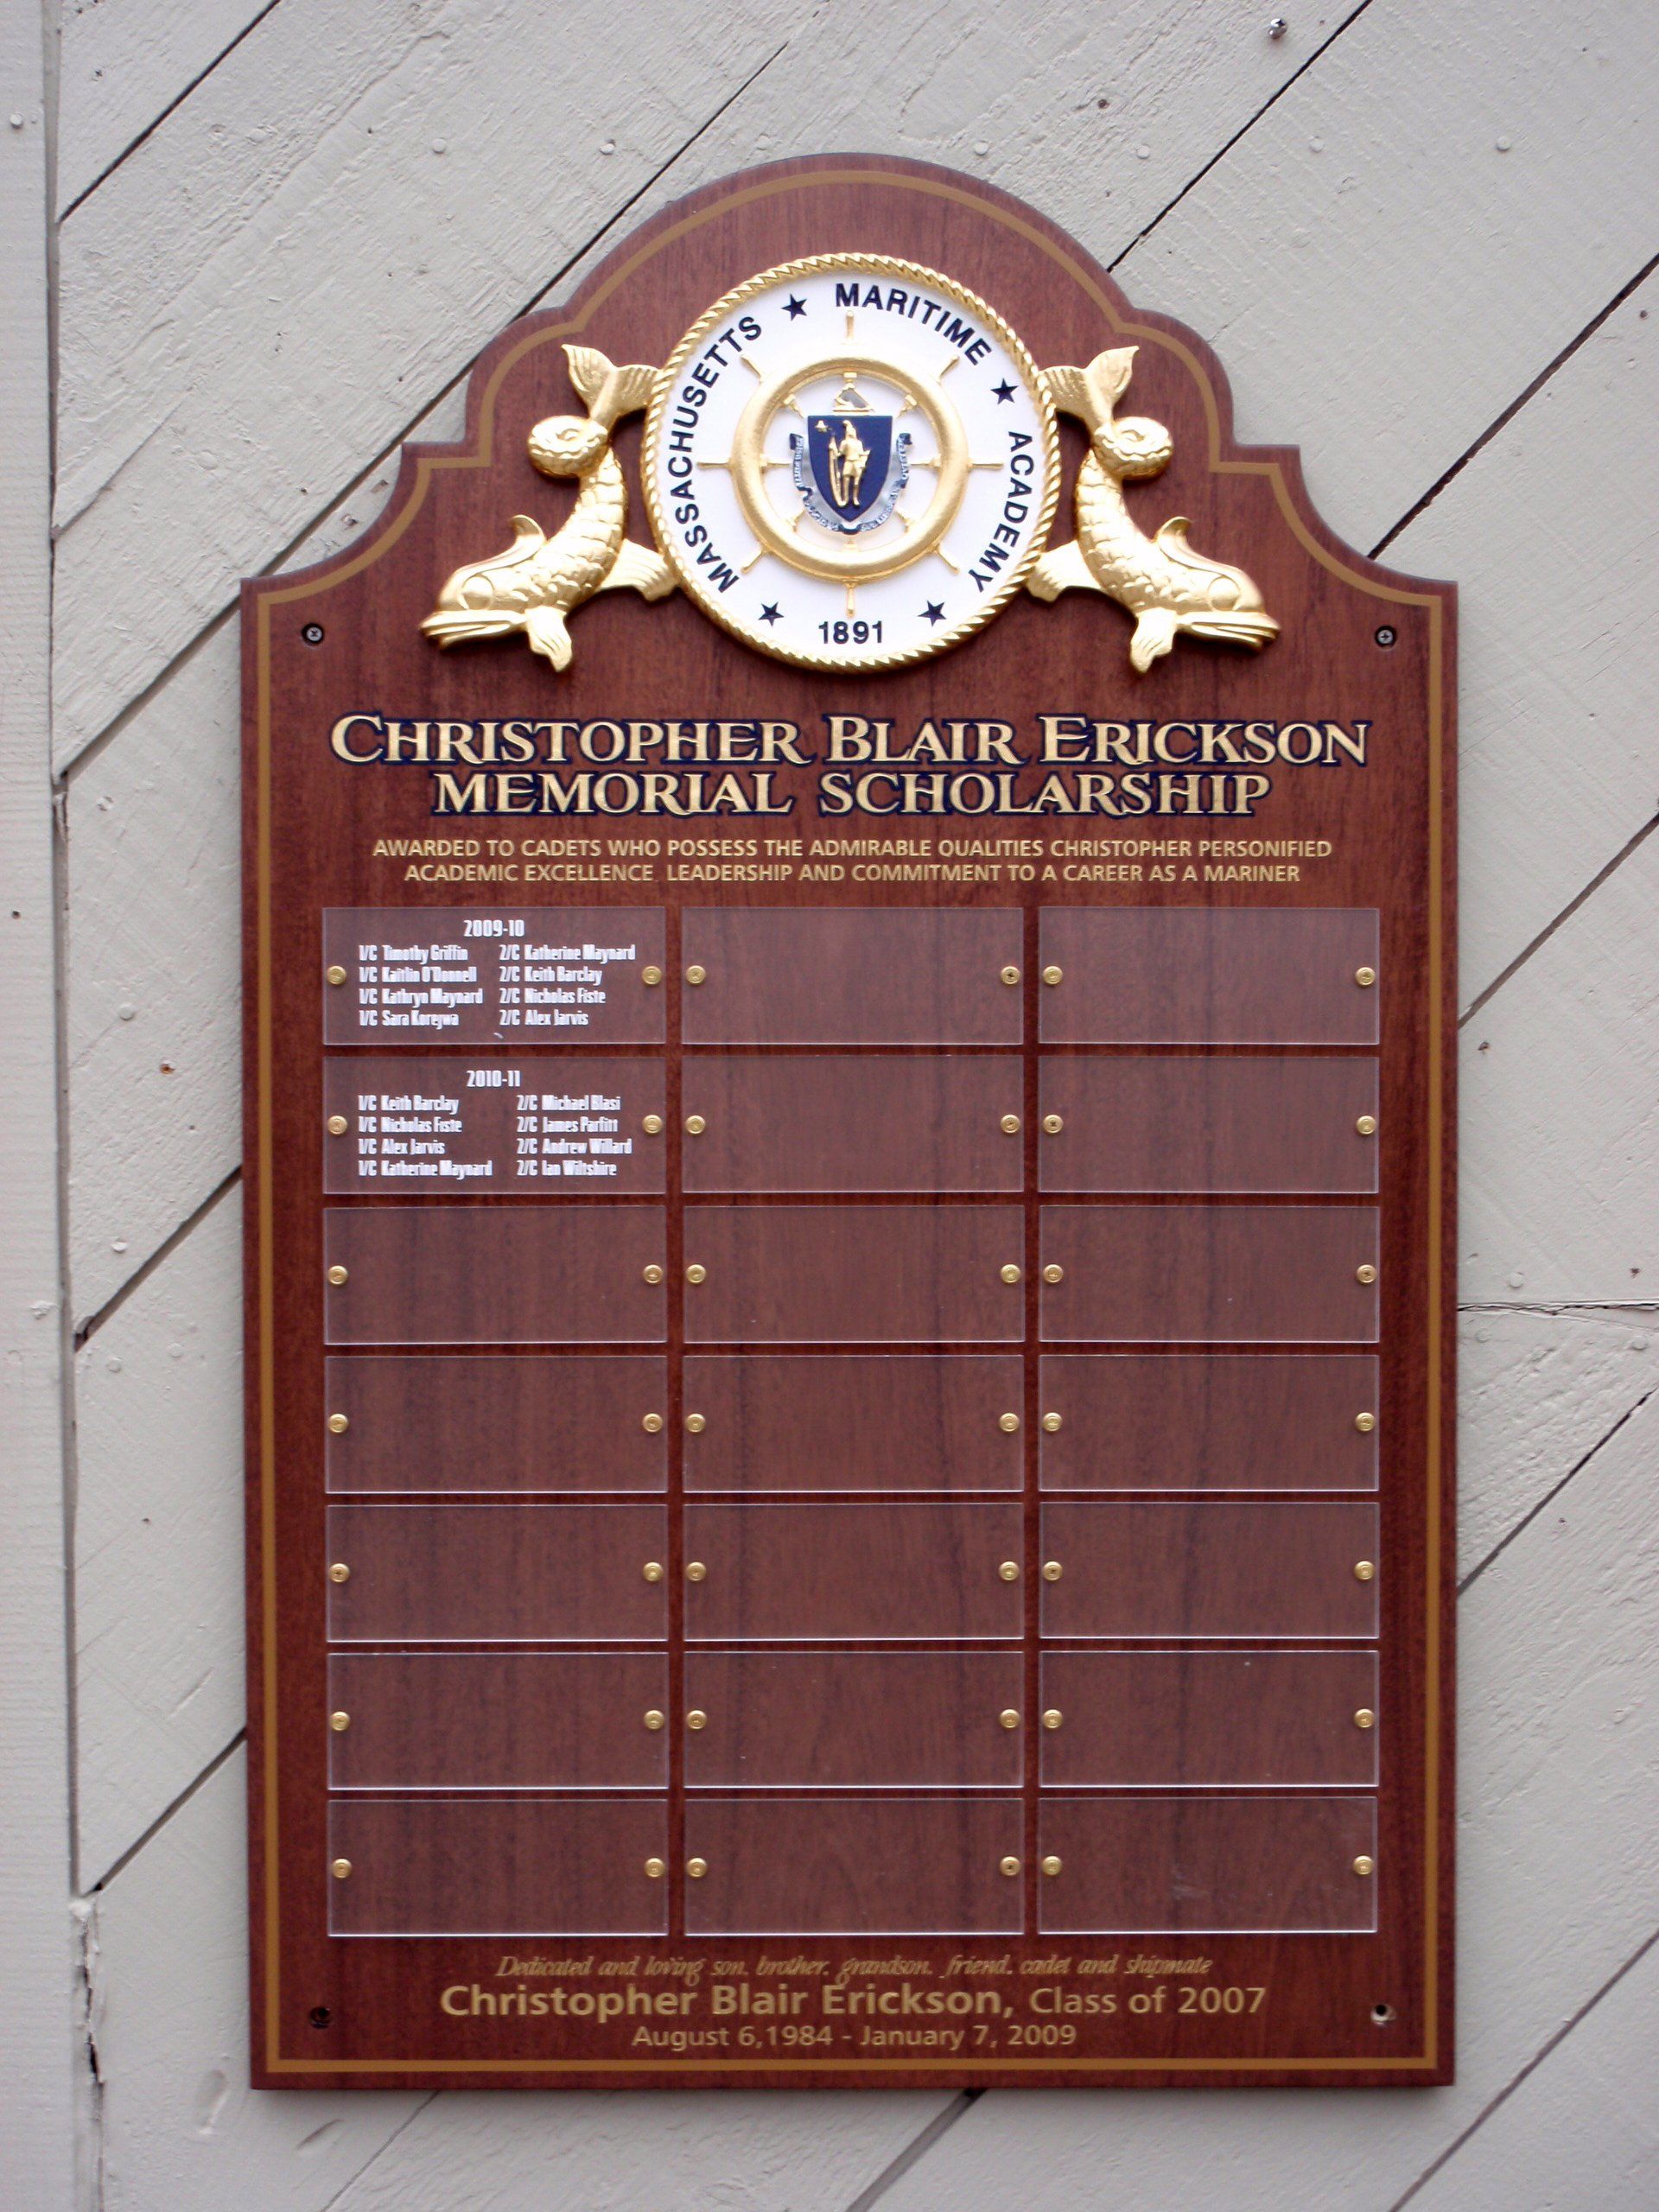 MASSACHUSETTS ★ MARITIME ★ ACADEMY
★ 1891 ★
CHRISTOPHER BLAIR ERICKSON
MEMORIAL SCHOLARSHIP
AWARDED TO CADETS WHO POSSESS THE ADMIRABLE QUALITIES CHRISTOPHER PERSONIFIED
ACADEMIC EXCELLENCE, LEADERSHIP AND COMMITMENT TO A CAREER AS A MARINER
2009-10
1/C Timothy Griffin 2/C Katherine Maynard
1/C Kaitlin O'Donnell 2/C Keith Barclay
1/C Kathryn Maynard 2/C Nicholas Fiste
1/C Sara Korejwa 2/C Alex Jarvis
2010-11
1/C Keith Barclay 2/C Michael Blasi
1/C Nicholas Fiste 2/C James Parfitt
1/C Alex Jarvis 2/C Andrew Willard
1/C Katherine Maynard 2/C Ian Wiltshire
Dedicated and loving son, brother, grandson, friend, cadet and shipmate
Christopher Blair Erickson, Class of 2007
August 6,1984 - January 7, 2009